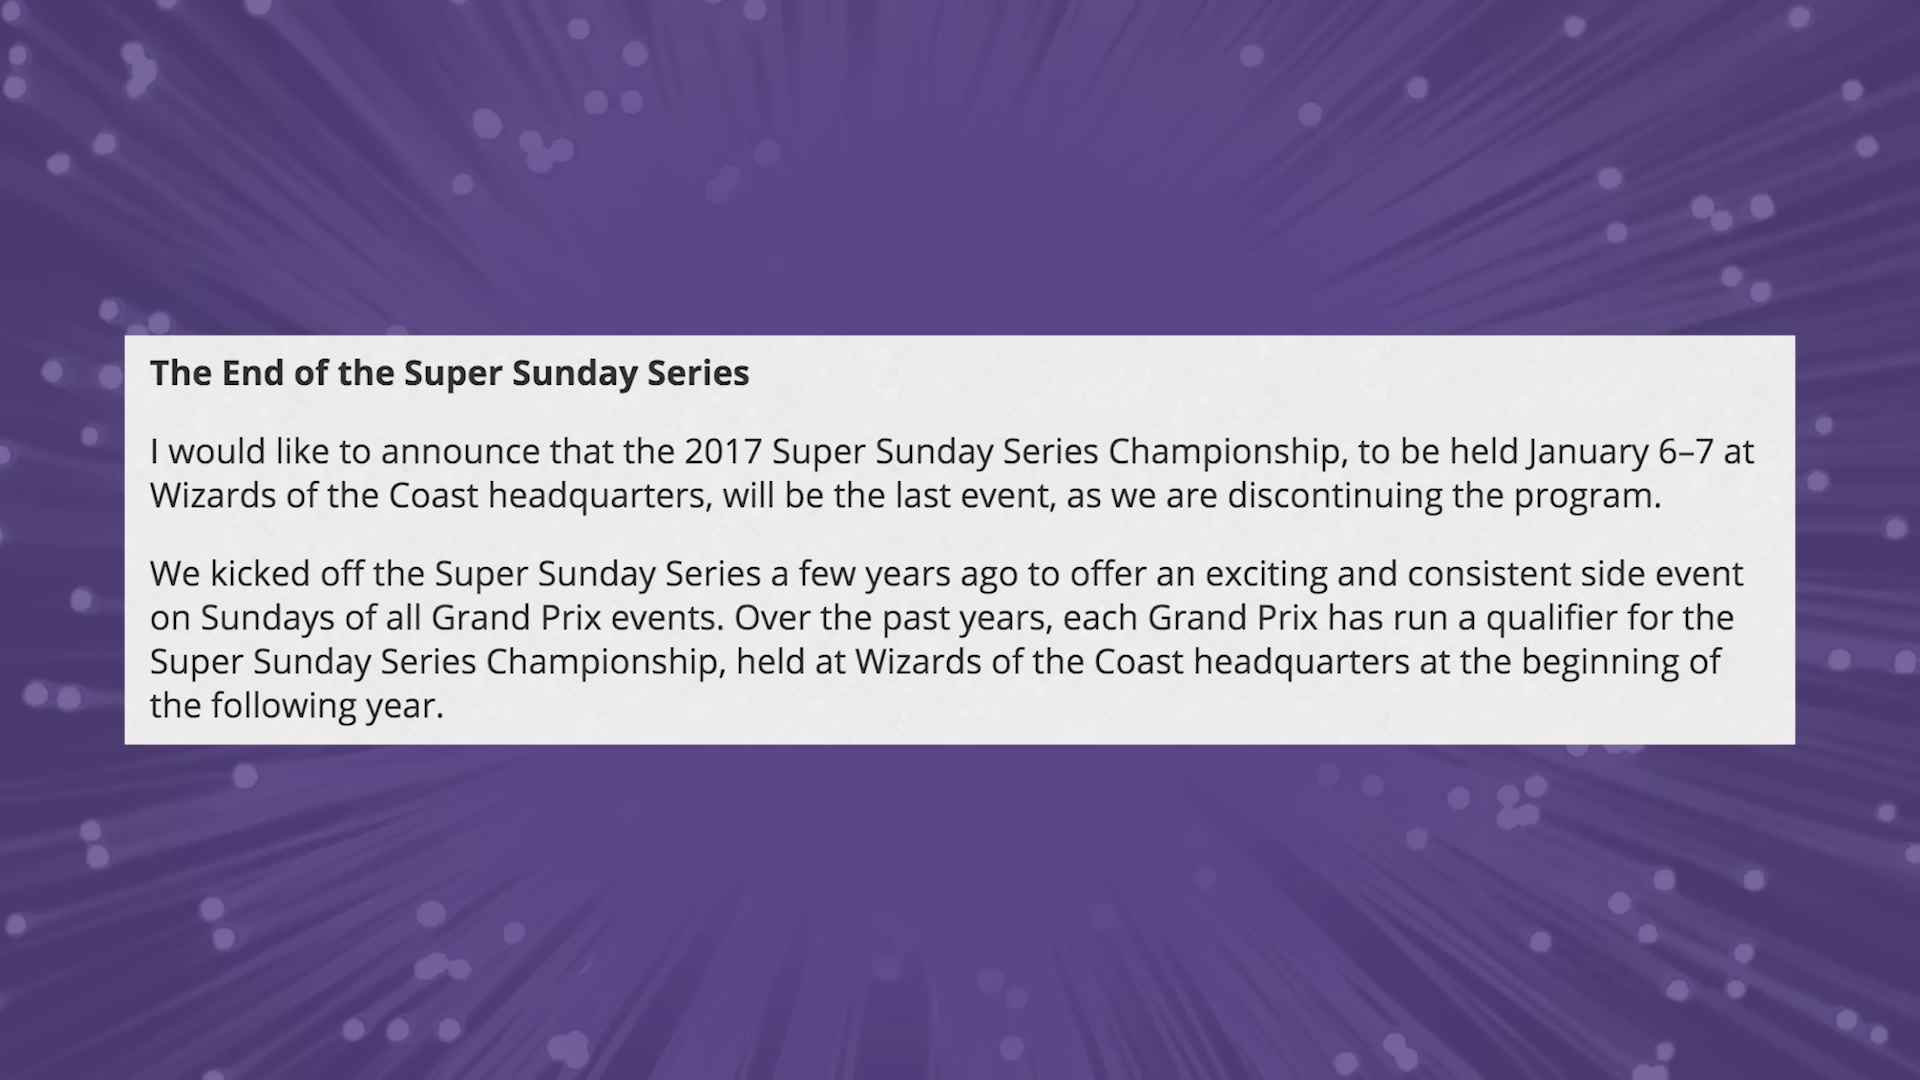 The End of the Super Sunday Series
I would like to announce that the 2017 Super Sunday Series Championship, to be held January 6–7 at
Wizards of the Coast headquarters, will be the last event, as we are discontinuing the program.
We kicked off the Super Sunday Series a few years ago to offer an exciting and consistent side event
on Sundays of all Grand Prix events. Over the past years, each Grand Prix has run a qualifier for the
Super Sunday Series Championship, held at Wizards of the Coast headquarters at the beginning of
the following year.